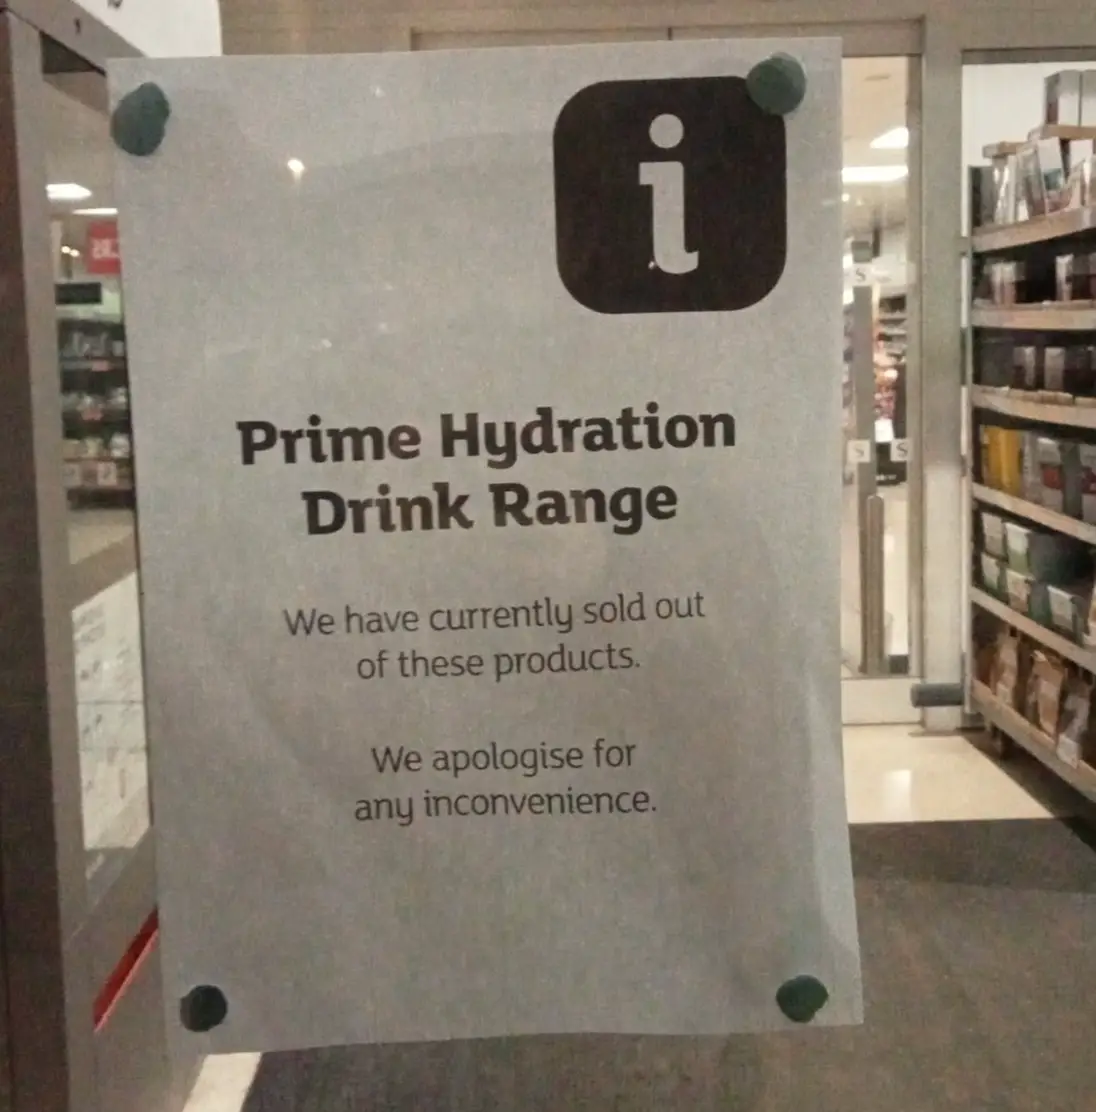 i
Prime Hydration
Drink Range
We have currently sold out
of these products.
We apologise for
any inconvenience.
S
S
S